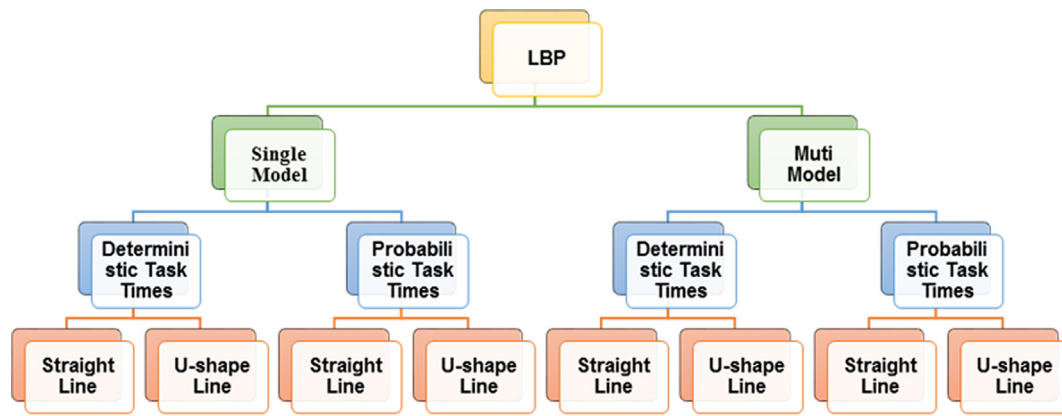 LBP
Single
Model
Muti
Model
Determini
stic Task
Times
Probabili
stic Task
Times
Determini
stic Task
Times
Probabili
stic Task
Times
Straight
Line
U-shape
Line
Straight
Line
U-shape
Line
Straight
Line
U-shape
Line
Straight
Line
U-shape
Line